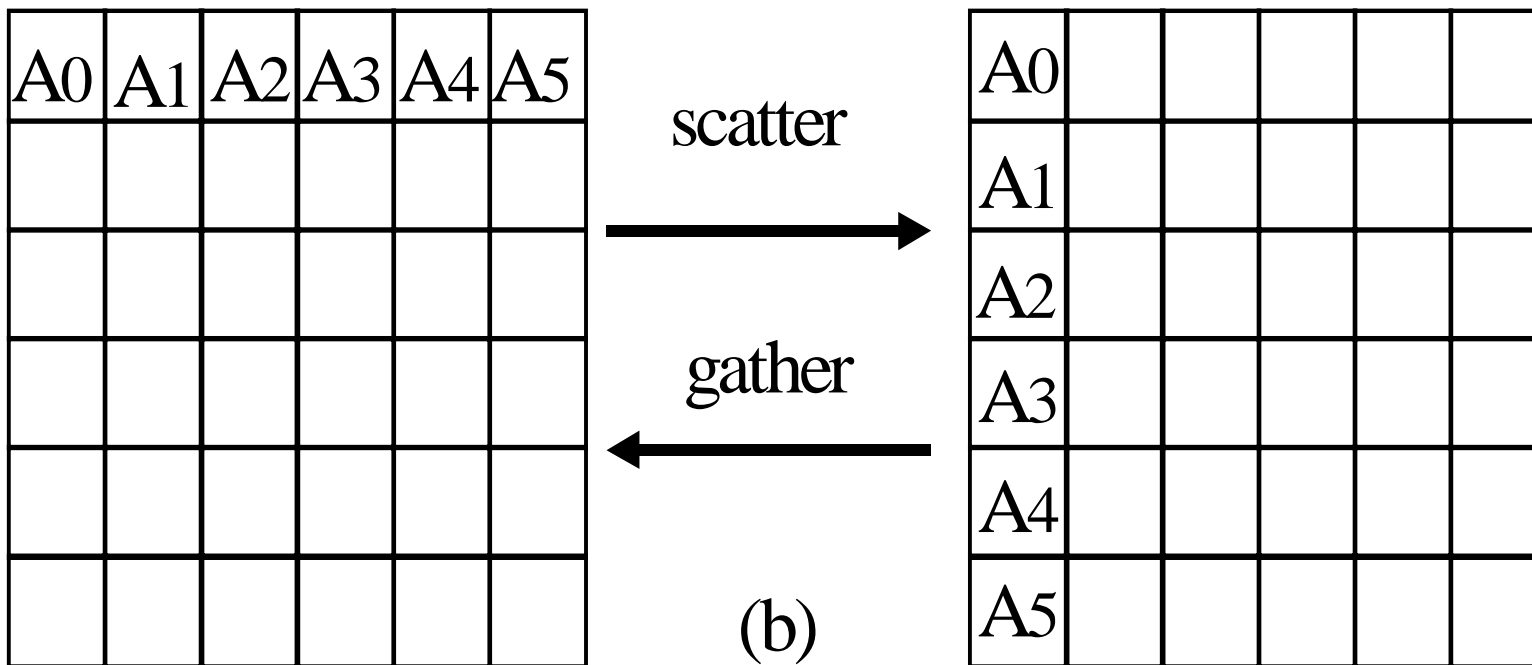 A0 A1 A2 A3 A4 A5
scatter
gather
(b)
A0
A1
A2
A3
A4
A5